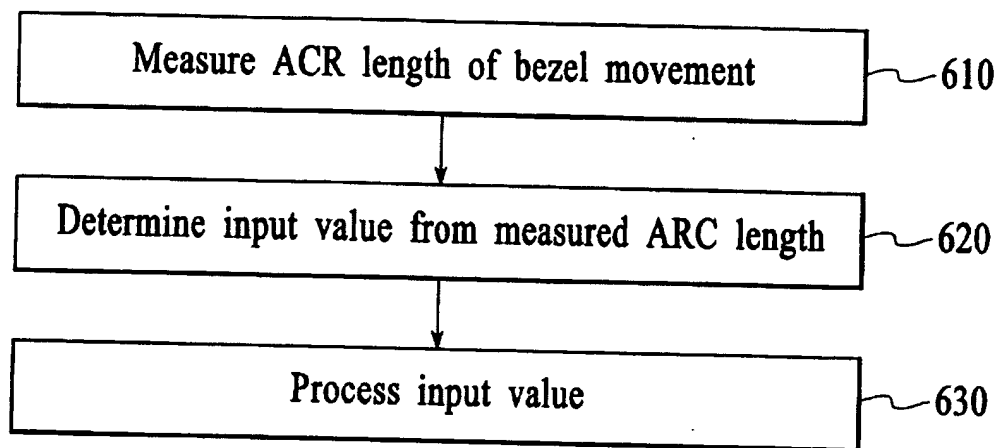 Measure ACR length of bezel movement
610
Determine input value from measured ARC length
620
Process input value
630